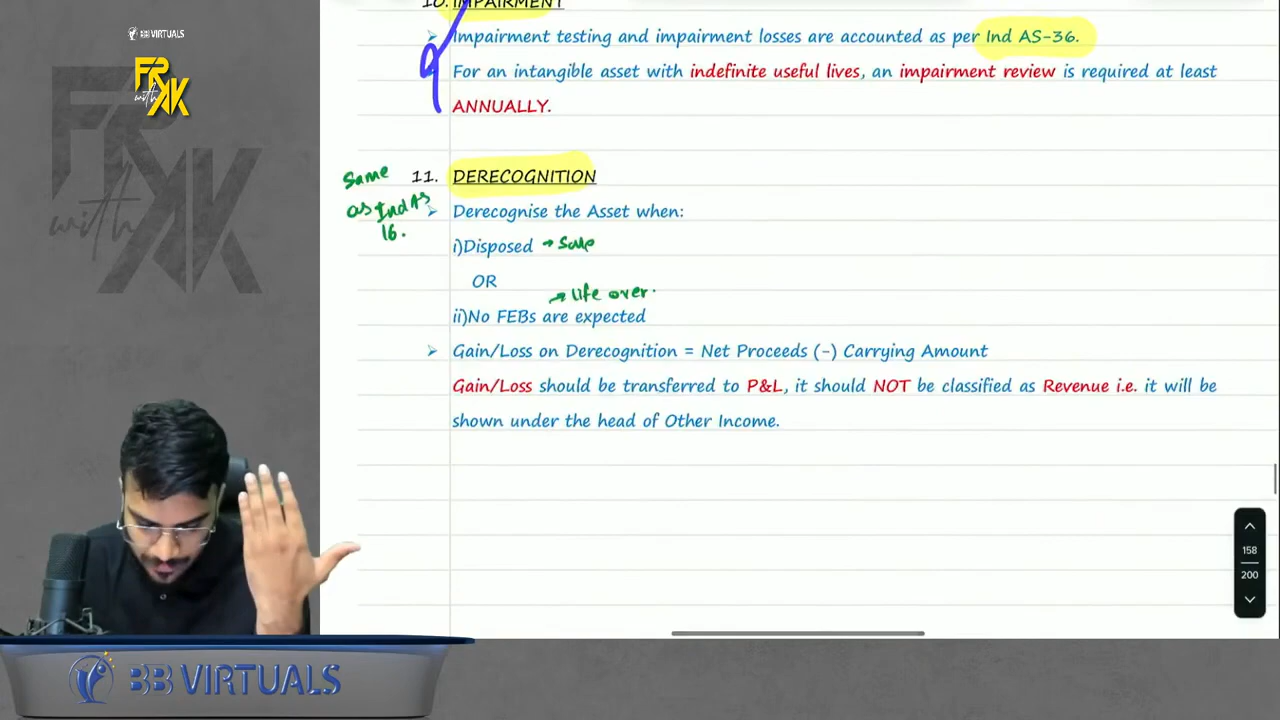 BB VIRTUALS
FR
with
AK
10. IMPAIRMENT
Impairment testing and impairment losses are accounted as per Ind AS-36.
For an intangible asset with indefinite useful lives, an impairment review is required at least
ANNUALLY.
Same
as Ind AS
16.
11. DERECOGNITION
Derecognise the Asset when:
i)Disposed → Sale
OR
→ life over.
ii)No FEBs are expected
Gain/Loss on Derecognition = Net Proceeds (-) Carrying Amount
Gain/Loss should be transferred to P&L, it should NOT be classified as Revenue i.e. it will be
shown under the head of Other Income.
158
200
BB VIRTUALS